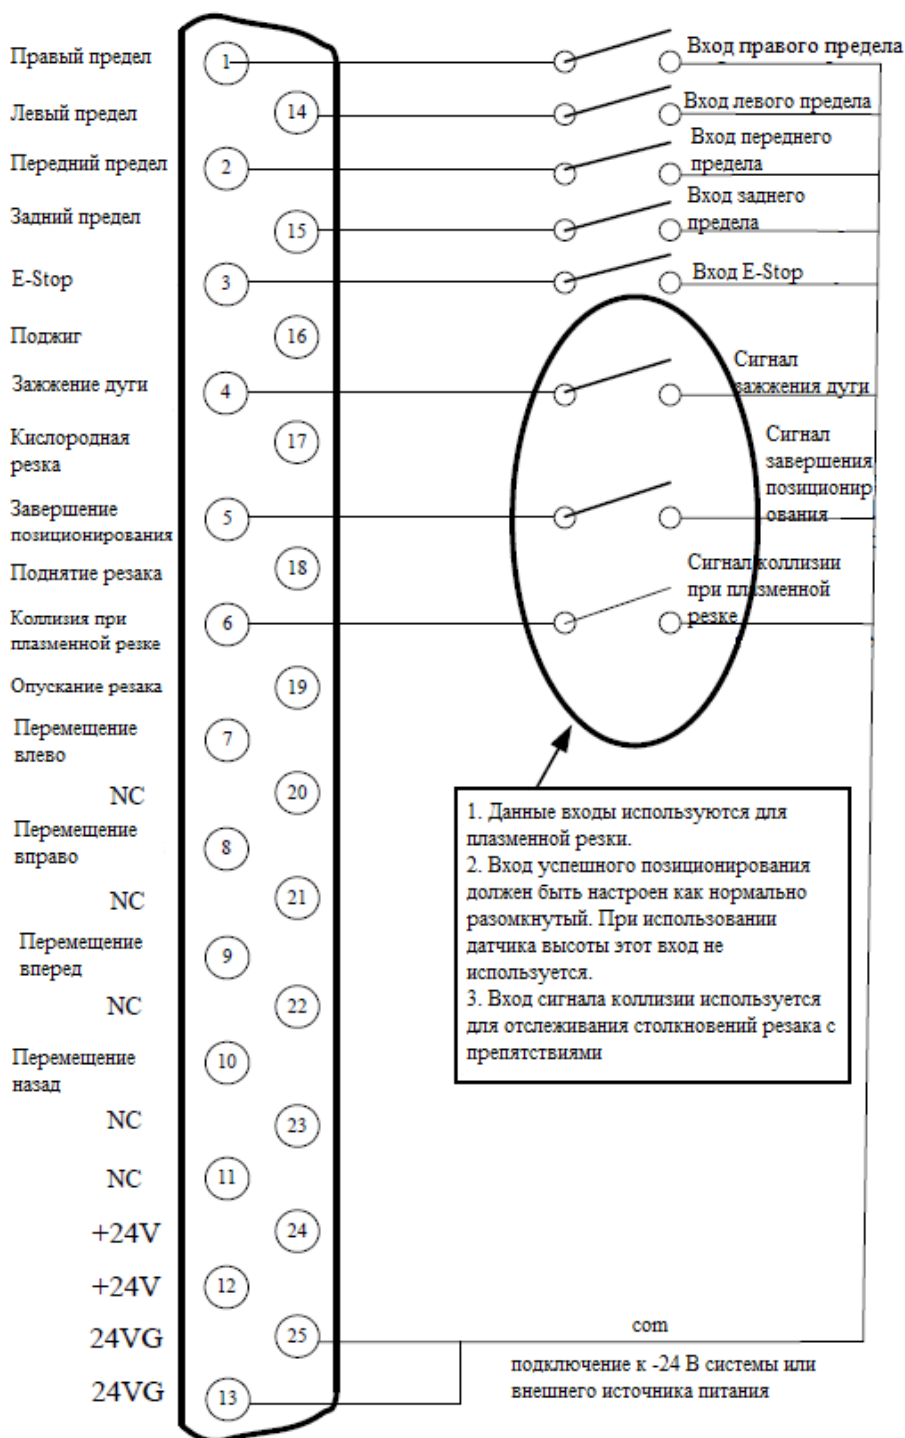 Правый предел
1
Вход правого предела
Левый предел
14
Вход левого предела
Передний предел
2
Вход переднего
предела
Задний предел
15
Вход заднего
предела
E-Stop
3
Вход E-Stop
Поджиг
16
Зажжение дуги
4
Сигнал
зажжения дуги
Кислородная
резка
17
Завершение
позиционирования
5
Сигнал
завершения
позиционир
ования
Поднятие резака
18
Коллизия при
плазменной резке
6
Сигнал коллизии
при плазменной
резке
Опускание резака
19
Перемещение
влево
7
NC
20
Перемещение
вправо
8
NC
21
Перемещение
вперед
9
NC
22
Перемещение
назад
10
NC
23
NC
11
+24V
24
+24V
12
24VG
25
24VG
13
1. Данные входы используются для
плазменной резки.
2. Вход успешного позиционирования
должен быть настроен как нормально
разомкнутый. При использовании
датчика высоты этот вход не
используется.
3. Вход сигнала коллизии используется
для отслеживания столкновений резака с
препятствиями
com
подключение к -24 В системы или
внешнего источника питания